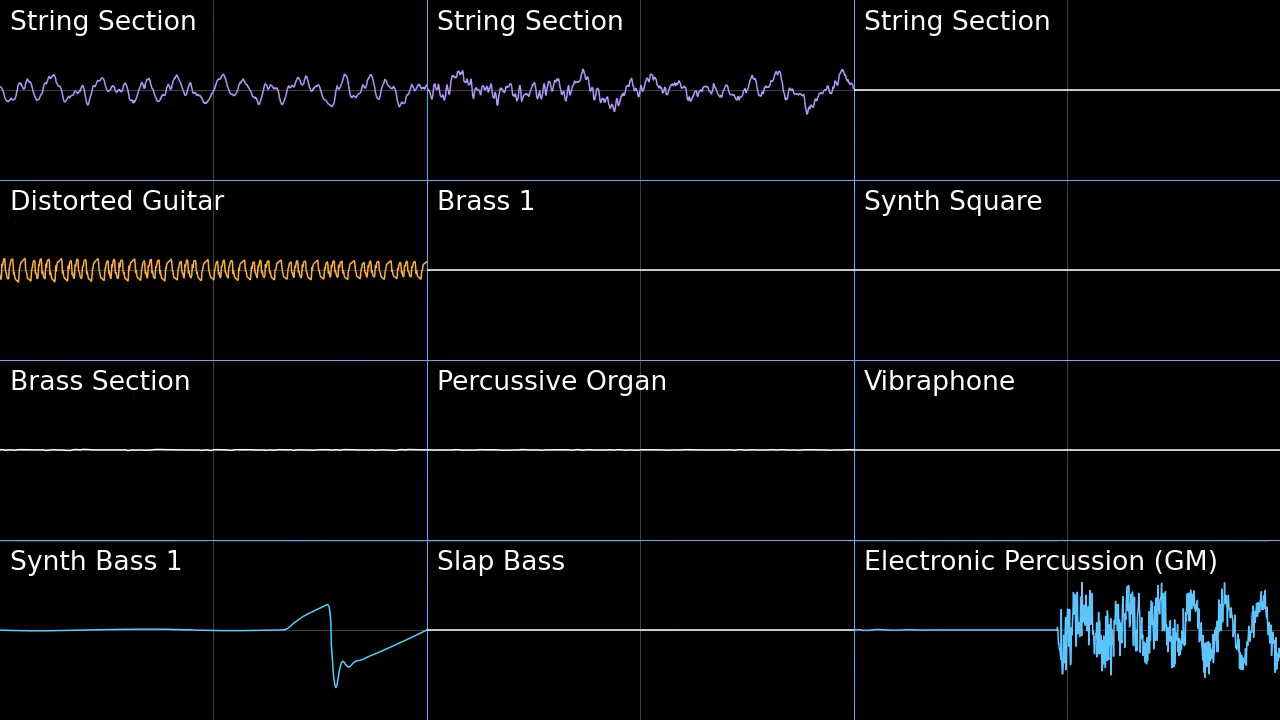 String Section
String Section
String Section
Distorted Guitar
Brass 1
Synth Square
Brass Section
Percussive Organ
Vibraphone
Synth Bass 1
Slap Bass
Electronic Percussion (GM)